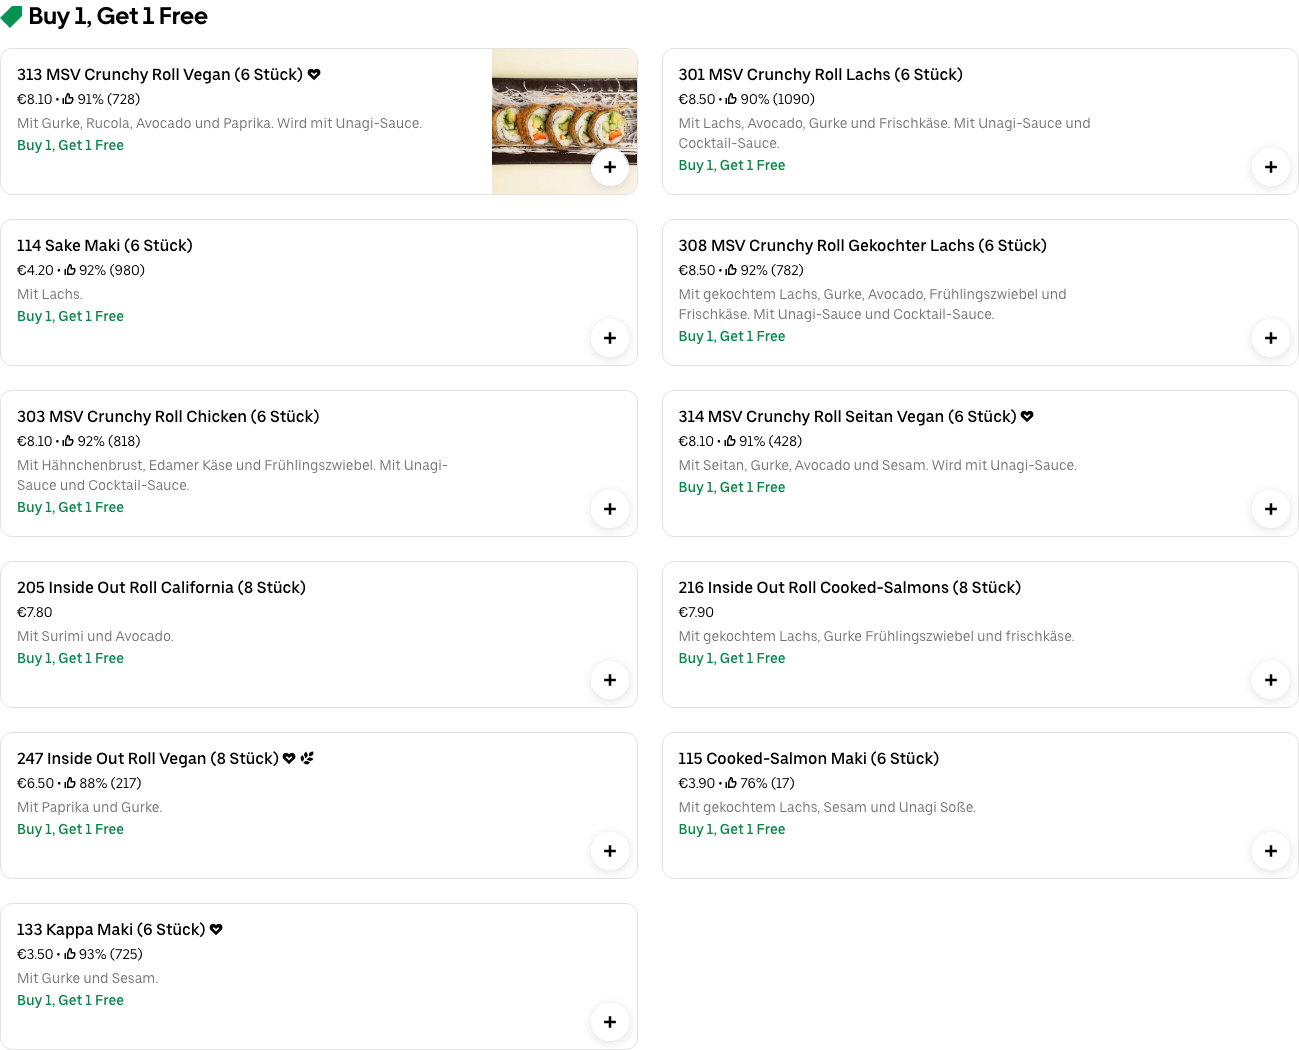 Buy 1, Get 1 Free
313 MSV Crunchy Roll Vegan (6 Stück)
€8.10 • 91% (728)
Mit Gurke, Rucola, Avocado und Paprika. Wird mit Unagi-Sauce.
Buy 1, Get 1 Free
301 MSV Crunchy Roll Lachs (6 Stück)
€8.50 • 90% (1090)
Mit Lachs, Avocado, Gurke und Frischkäse. Mit Unagi-Sauce und
Cocktail-Sauce.
Buy 1, Get 1 Free
114 Sake Maki (6 Stück)
€4.20 • 92% (980)
Mit Lachs.
Buy 1, Get 1 Free
308 MSV Crunchy Roll Gekochter Lachs (6 Stück)
€8.50 • 92% (782)
Mit gekochtem Lachs, Gurke, Avocado, Frühlingszwiebel und
Frischkäse. Mit Unagi-Sauce und Cocktail-Sauce.
Buy 1, Get 1 Free
303 MSV Crunchy Roll Chicken (6 Stück)
€8.10 • 92% (818)
Mit Hähnchenbrust, Edamer Käse und Frühlingszwiebel. Mit Unagi-
Sauce und Cocktail-Sauce.
Buy 1, Get 1 Free
314 MSV Crunchy Roll Seitan Vegan (6 Stück)
€8.10 • 91% (428)
Mit Seitan, Gurke, Avocado und Sesam. Wird mit Unagi-Sauce.
Buy 1, Get 1 Free
205 Inside Out Roll California (8 Stück)
€7.80
Mit Surimi und Avocado.
Buy 1, Get 1 Free
216 Inside Out Roll Cooked-Salmons (8 Stück)
€7.90
Mit gekochtem Lachs, Gurke Frühlingszwiebel und frischkäse.
Buy 1, Get 1 Free
247 Inside Out Roll Vegan (8 Stück)
€6.50 • 88% (217)
Mit Paprika und Gurke.
Buy 1, Get 1 Free
115 Cooked-Salmon Maki (6 Stück)
€3.90 • 76% (17)
Mit gekochtem Lachs, Sesam und Unagi Soße.
Buy 1, Get 1 Free
133 Kappa Maki (6 Stück)
€3.50 • 93% (725)
Mit Gurke und Sesam.
Buy 1, Get 1 Free